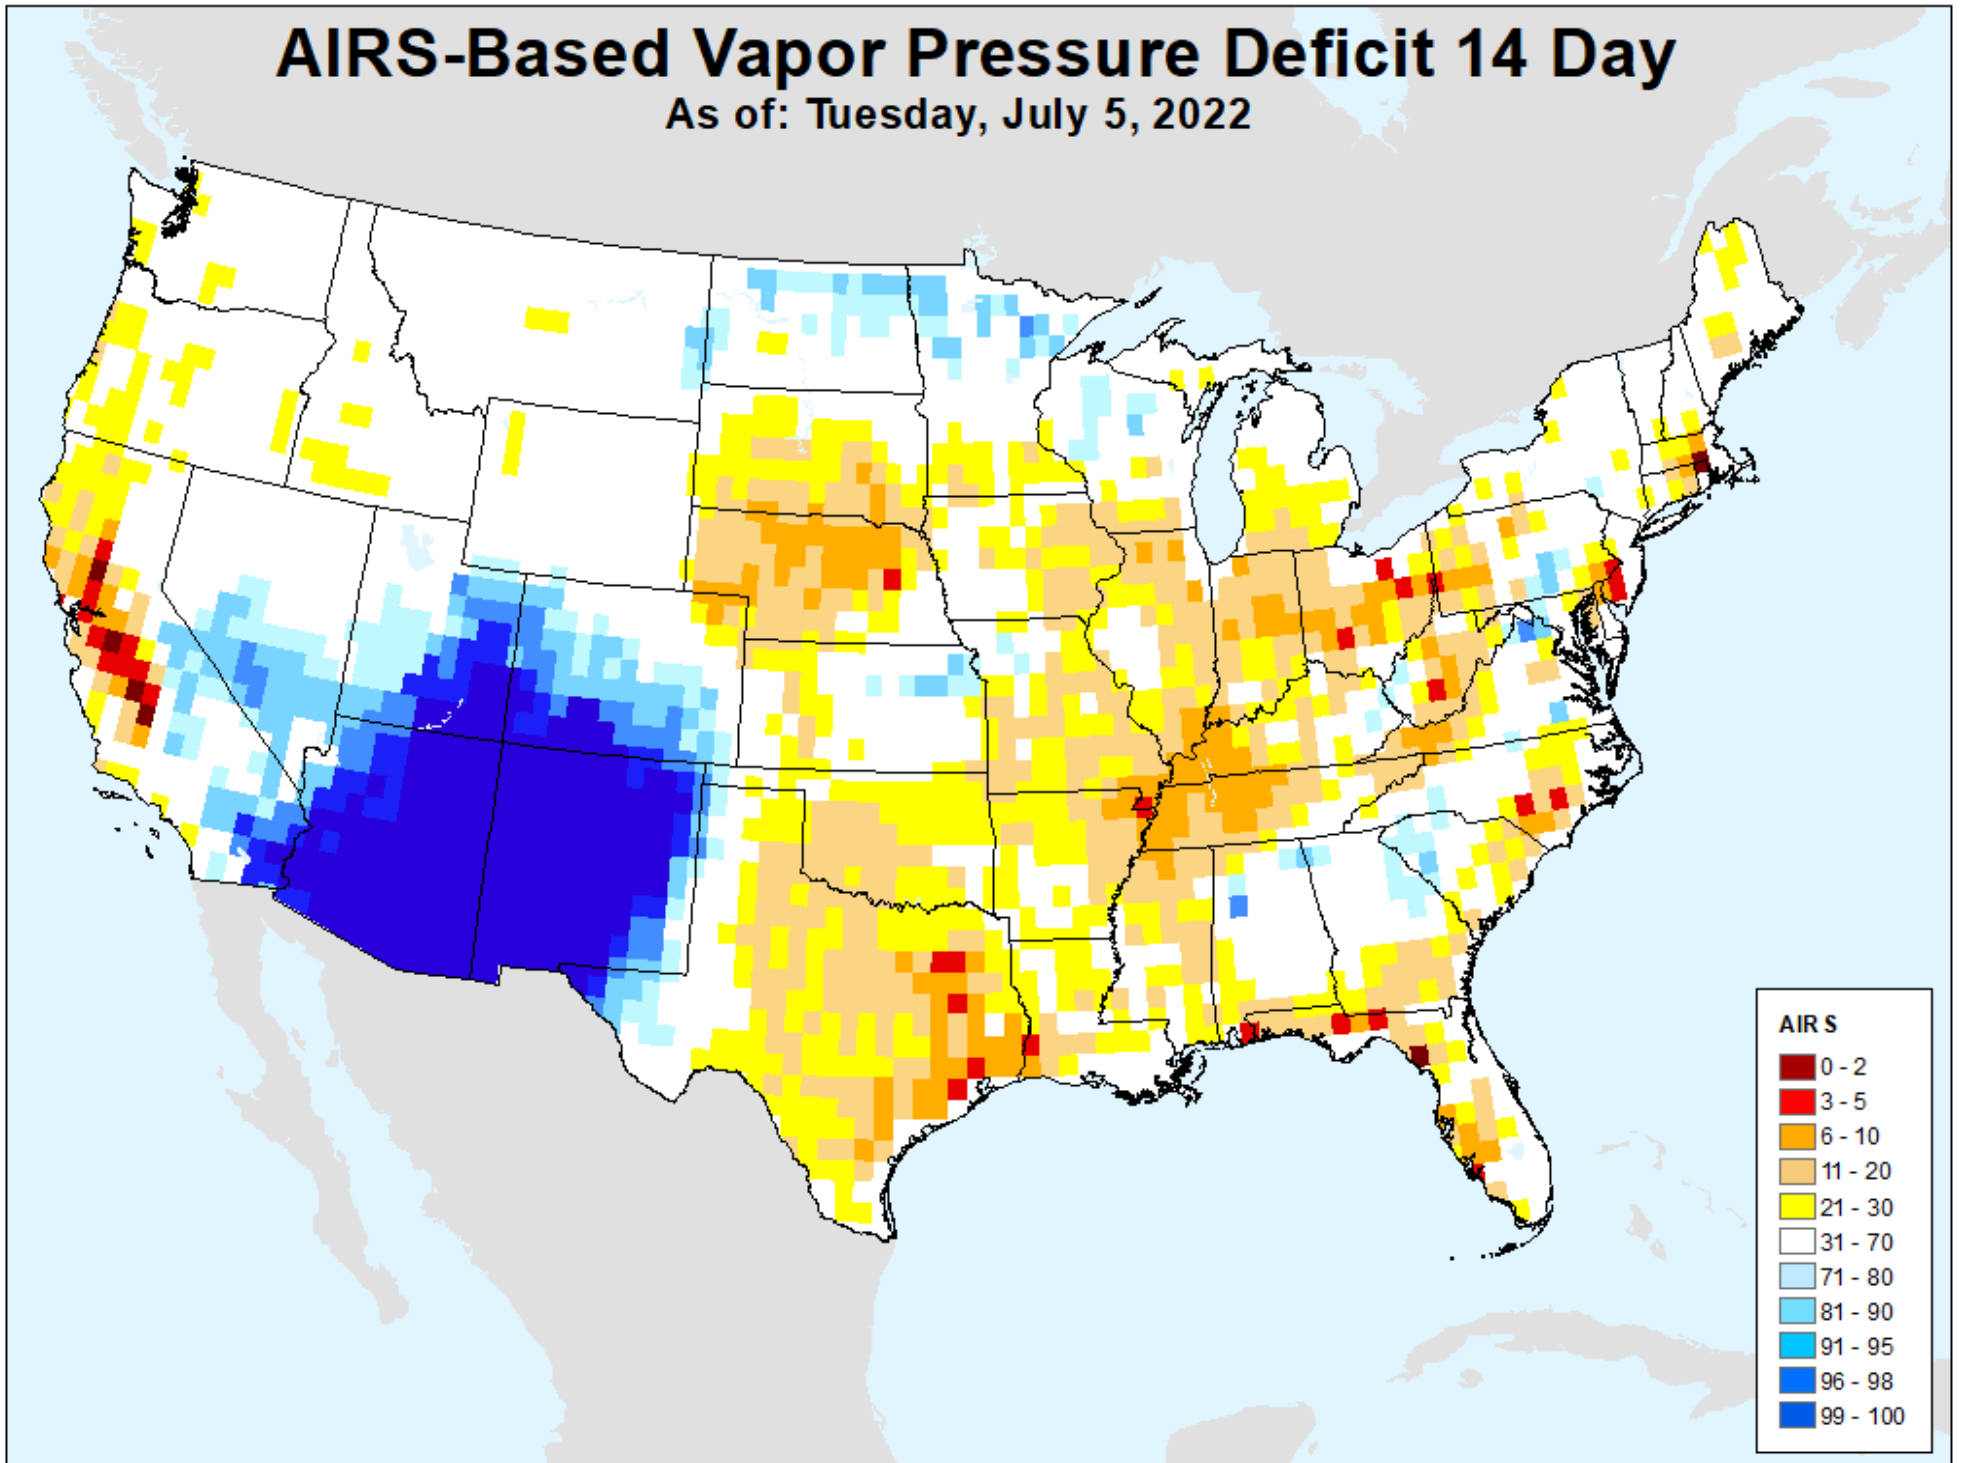 AIRS-Based Vapor Pressure Deficit 14 Day
As of: Tuesday, July 5, 2022
AIRS
0 - 2
3 - 5
6 - 10
11 - 20
21 - 30
31 - 70
71 - 80
81 - 90
91 - 95
96 - 98
99 - 100